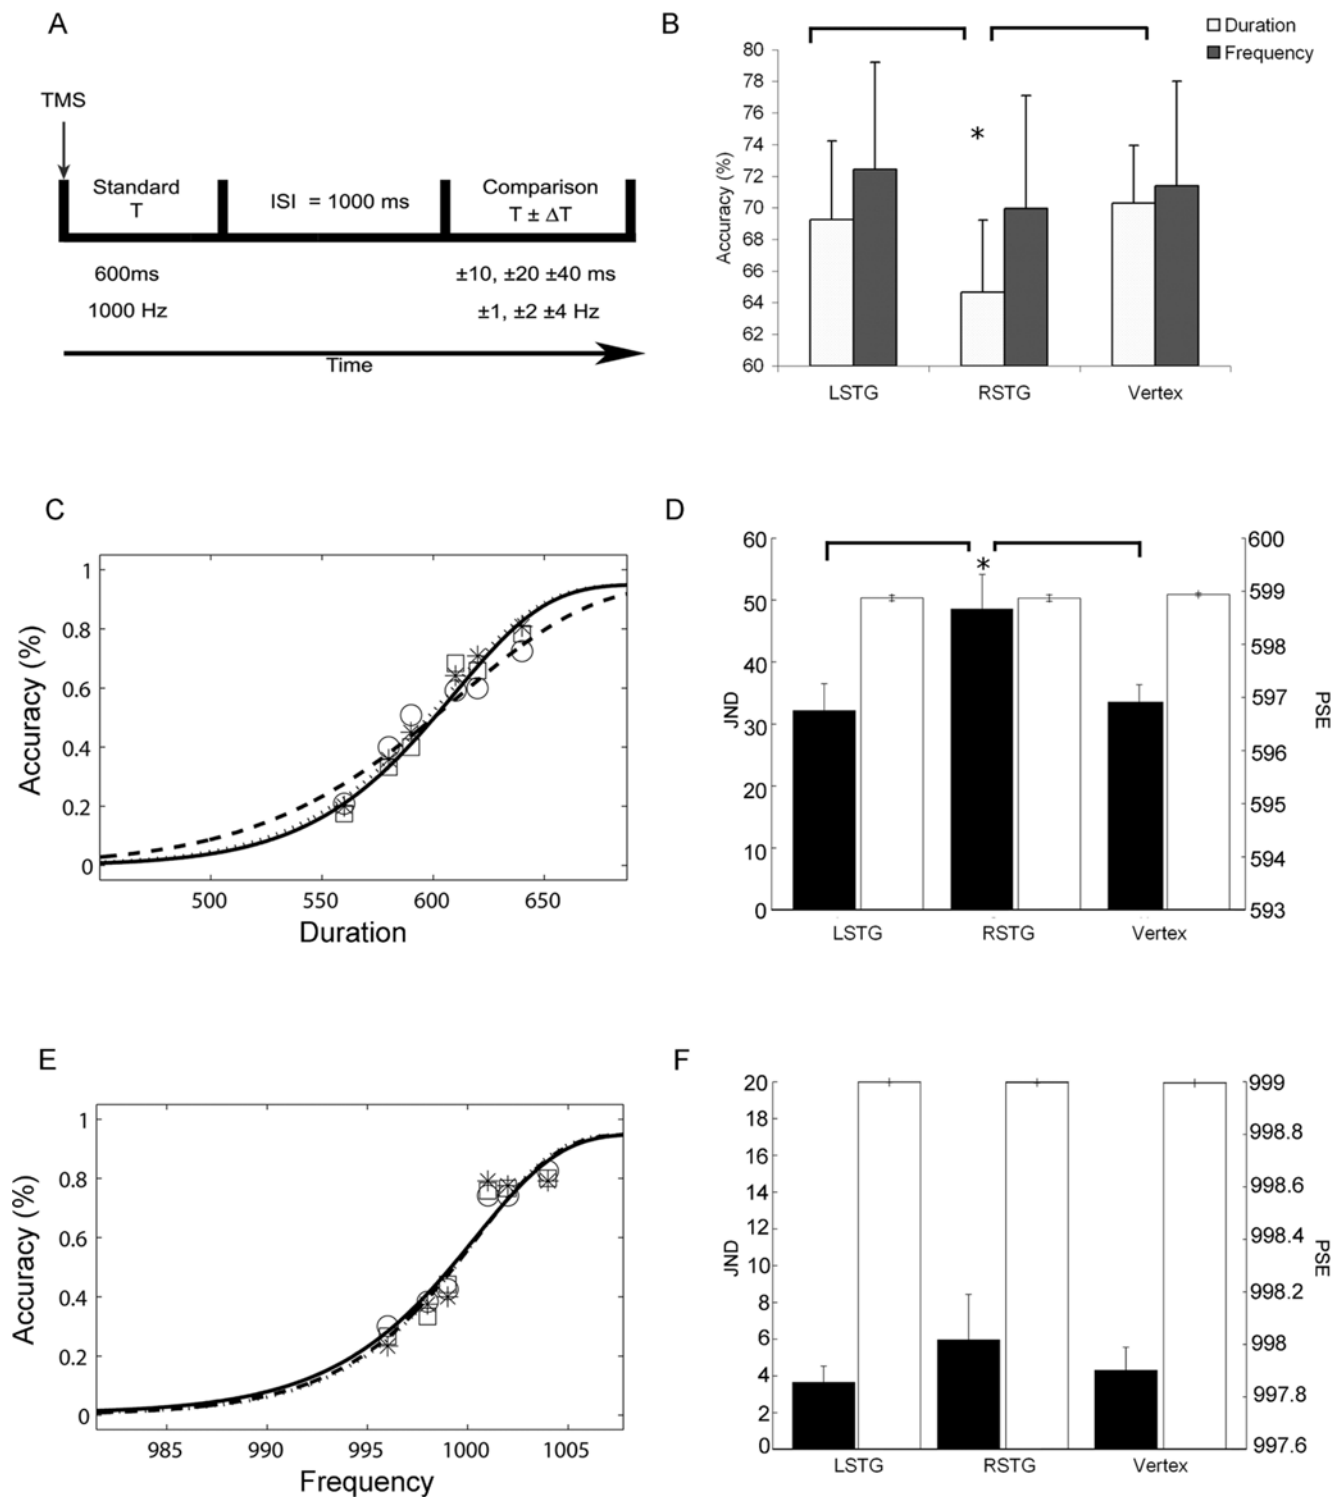 A
TMS
Standard
T
ISI = 1000 ms
Comparison
T ± ΔT
600ms
±10, ±20 ±40 ms
1000 Hz
±1, ±2 ±4 Hz
Time
B
Duration
Frequency
80
78
76
74
72
70
68
66
64
62
60
Accuracy (%)
*
LSTG
RSTG
Vertex
C
1
0.8
0.6
0.4
0.2
0
Accuracy (%)
500
550
600
650
Duration
D
60
50
40
30
20
10
0
JND
*
600
599
598
597
596
595
594
593
PSE
LSTG
RSTG
Vertex
E
1
0.8
0.6
0.4
0.2
0
Accuracy (%)
985
990
995
1000
1005
Frequency
F
20
18
16
14
12
10
8
6
4
2
0
JND
999
998.8
998.6
998.4
998.2
998
997.8
997.6
PSE
LSTG
RSTG
Vertex